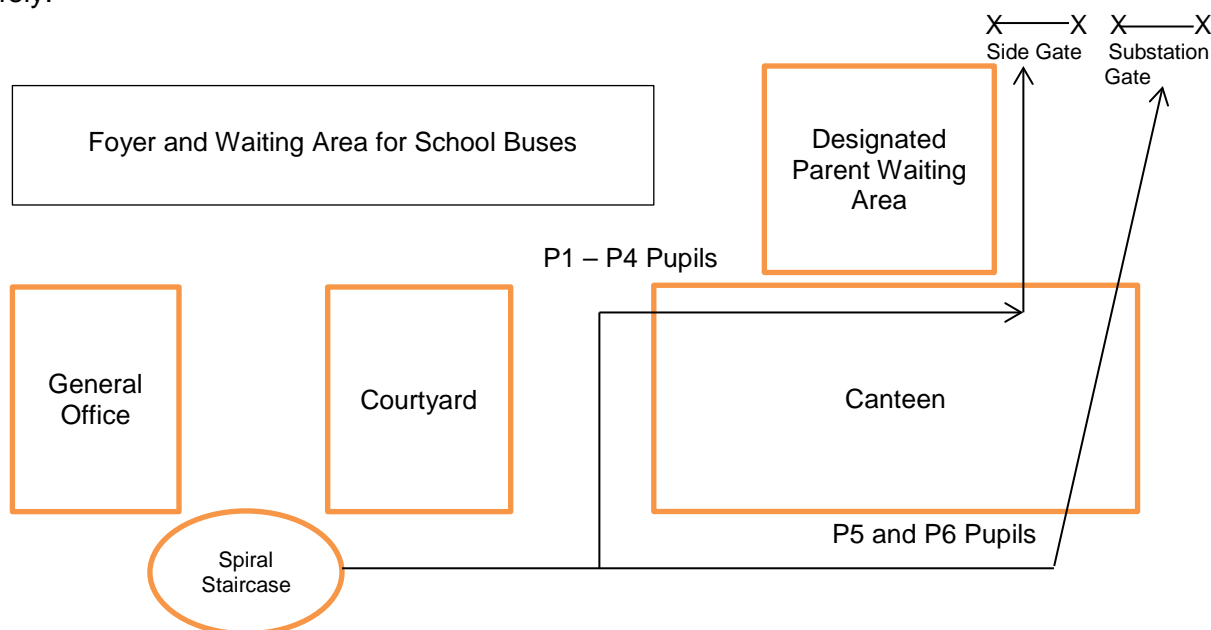 X X X X
Side Gate Substation
Gate
Foyer and Waiting Area for School Buses
Designated
Parent Waiting
Area
P1 – P4 Pupils
General
Office
Courtyard
Canteen
P5 and P6 Pupils
Spiral
Staircase